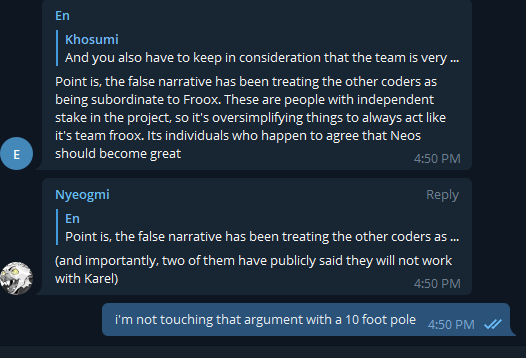 En
Khosumi
And you also have to keep in consideration that the team is very ...
Point is, the false narrative has been treating the other coders as
being subordinate to Froox. These are people with independent
stake in the project, so it's oversimplifying things to always act like
it's team froox. Its individuals who happen to agree that Neos
should become great
E
4:50 PM
Nyeogmi Reply
En
Point is, the false narrative has been treating the other coders as ...
(and importantly, two of them have publicly said they will not work
with Karel)
4:50 PM
i'm not touching that argument with a 10 foot pole 4:50 PM